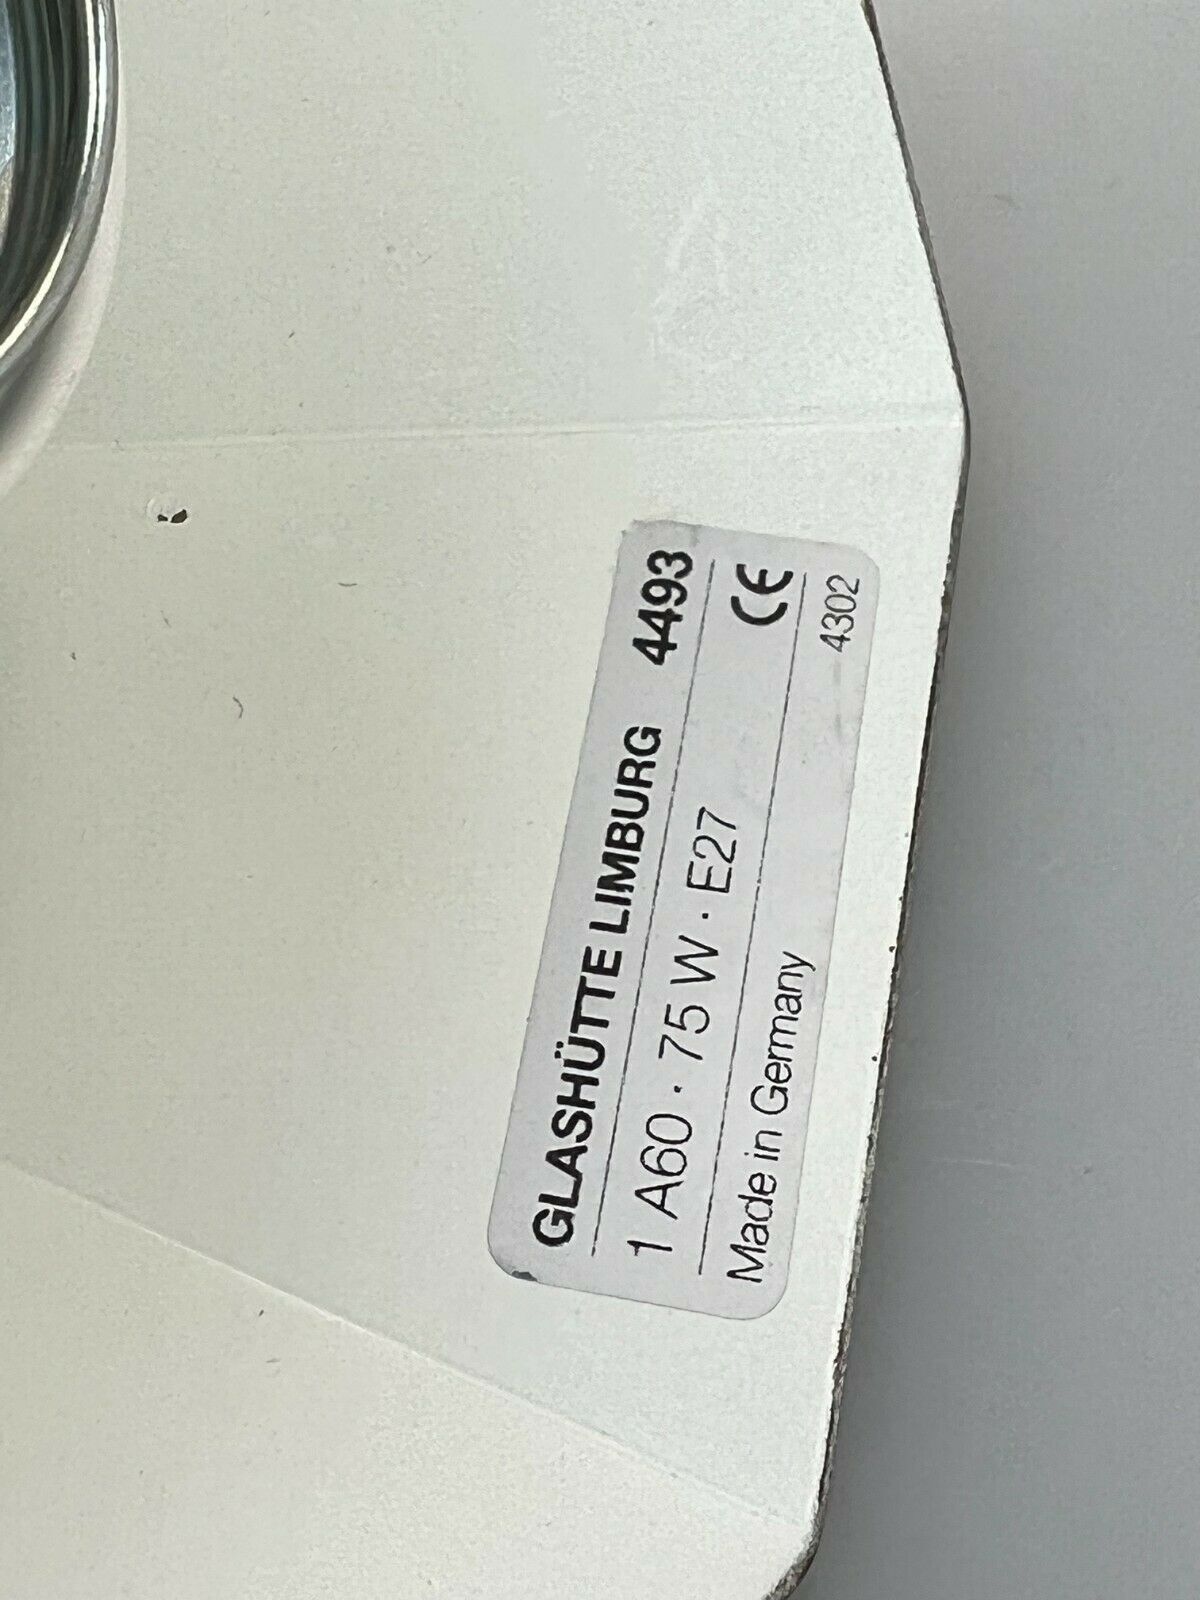 GLASHÜTTE LIMBURG 4493
1 A60 · 75 W · E27 CE
Made in Germany 4302